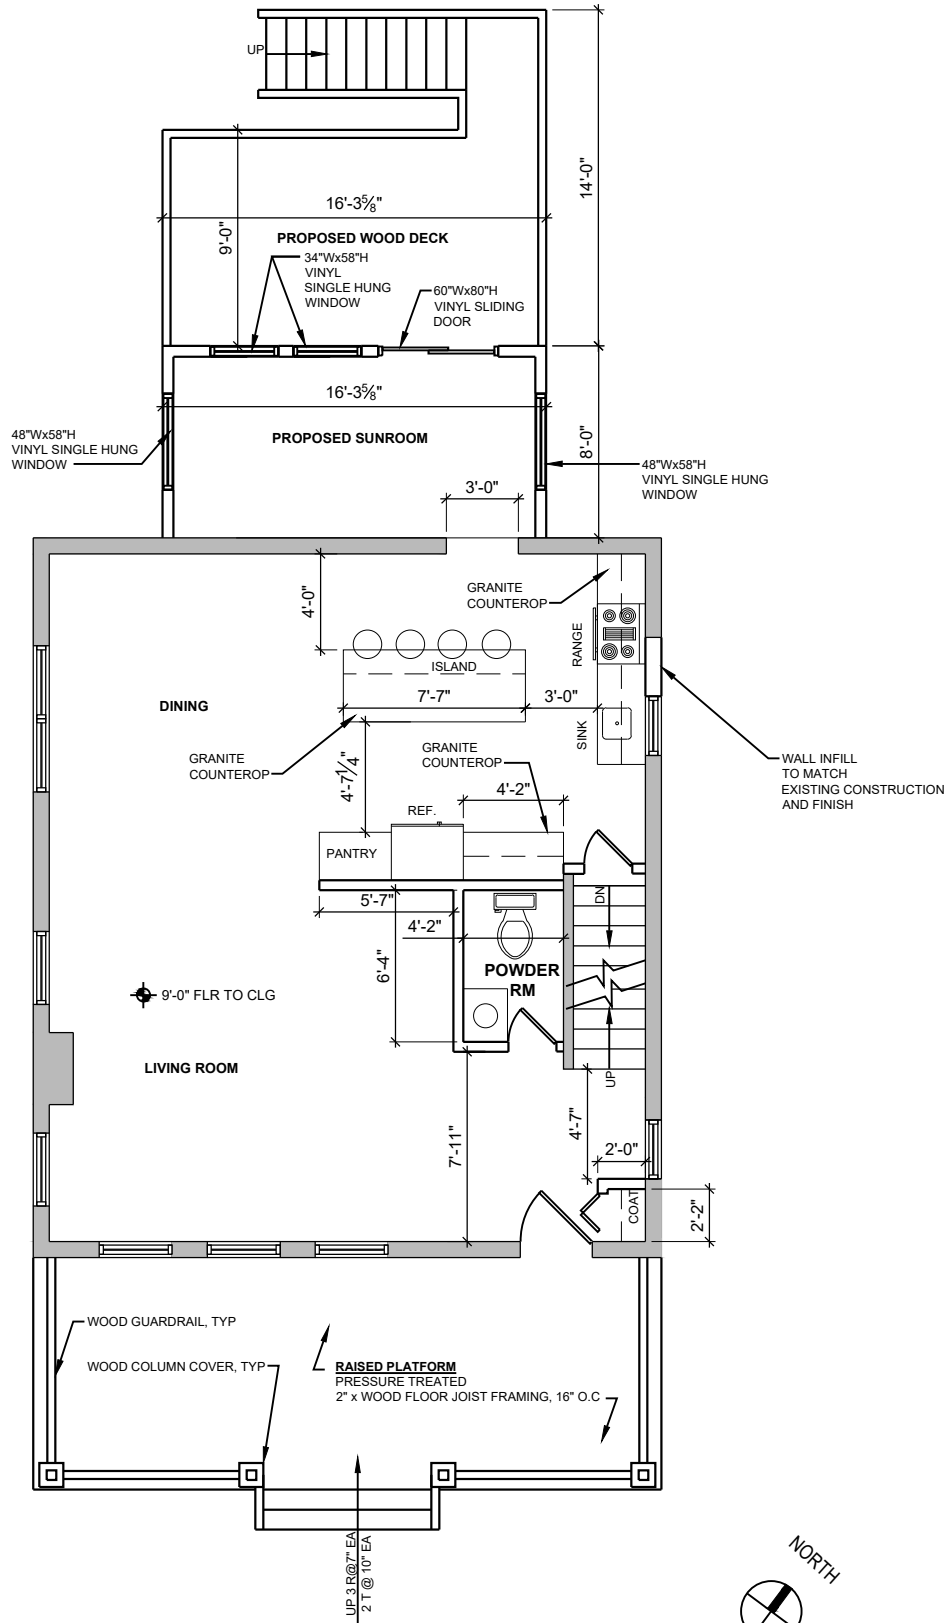 UP
14'-0"
16'-3⅝"
9'-0"
PROPOSED WOOD DECK
34"Wx58"H
VINYL
SINGLE HUNG
WINDOW
60"Wx80"H
VINYL SLIDING
DOOR
16'-3⅝"
PROPOSED SUNROOM
8'-0"
48"Wx58"H
VINYL SINGLE HUNG
WINDOW
48"Wx58"H
VINYL SINGLE HUNG
WINDOW
3'-0"
4'-0"
GRANITE
COUNTEROP
RANGE
ISLAND
7'-7"
3'-0"
DINING
SINK
GRANITE
COUNTEROP
4'-7¼"
GRANITE
COUNTEROP
WALL INFILL
TO MATCH
EXISTING CONSTRUCTION
AND FINISH
4'-2"
REF.
PANTRY
5'-7"
4'-2"
6'-4"
DN
POWDER
RM
9'-0" FLR TO CLG
LIVING ROOM
UP
4'-7"
7'-11"
2'-0"
COAT
2'-2"
WOOD GUARDRAIL, TYP
WOOD COLUMN COVER, TYP
RAISED PLATFORM
PRESSURE TREATED
2" x WOOD FLOOR JOIST FRAMING, 16" O.C
UP 3 R@7" EA
2 T @ 10" EA
NORTH